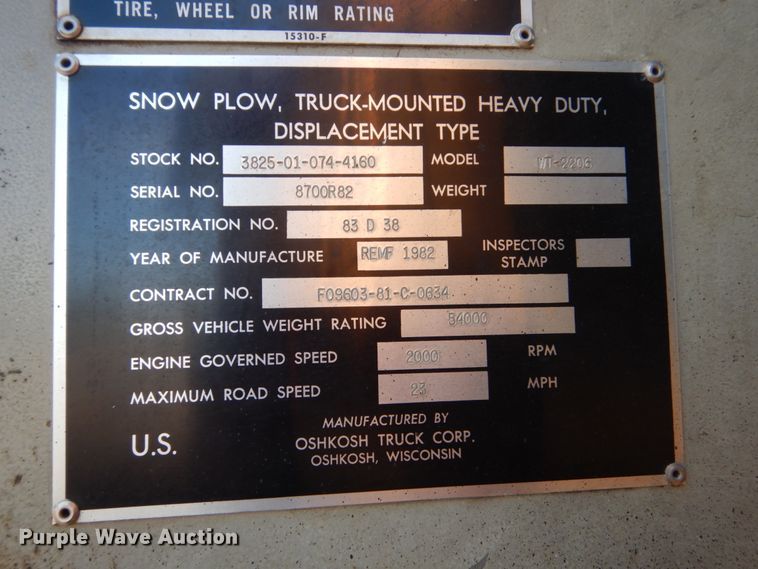 TIRE, WHEEL OR RIM RATING
15310-F
SNOW PLOW, TRUCK-MOUNTED HEAVY DUTY,
DISPLACEMENT TYPE
STOCK NO. 3825-01-074-4160 MODEL WT-2206
SERIAL NO. 8700R82 WEIGHT
REGISTRATION NO. 83 D 38
YEAR OF MANUFACTURE REMF 1982 INSPECTORS STAMP
CONTRACT NO. F09603-81-C-0634
GROSS VEHICLE WEIGHT RATING 54000
ENGINE GOVERNED SPEED 2000 RPM
MAXIMUM ROAD SPEED 23 MPH
MANUFACTURED BY
U.S. OSHKOSH TRUCK CORP.
OSHKOSH, WISCONSIN
Purple Wave Auction